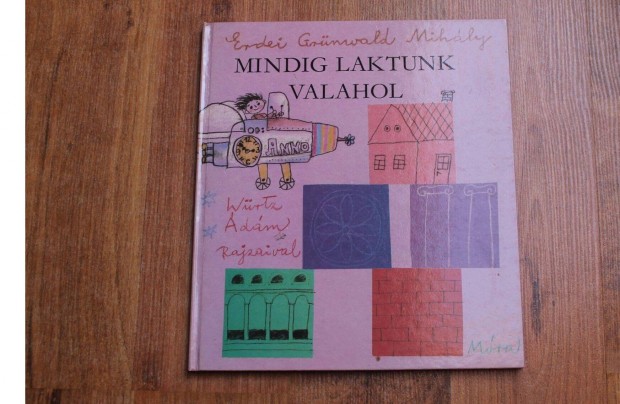 Erdei Grünwald Mihály
MINDIG LAKTUNK
VALAHOL
ANNO
Würtz
Ádám
Rajzaival
Móra